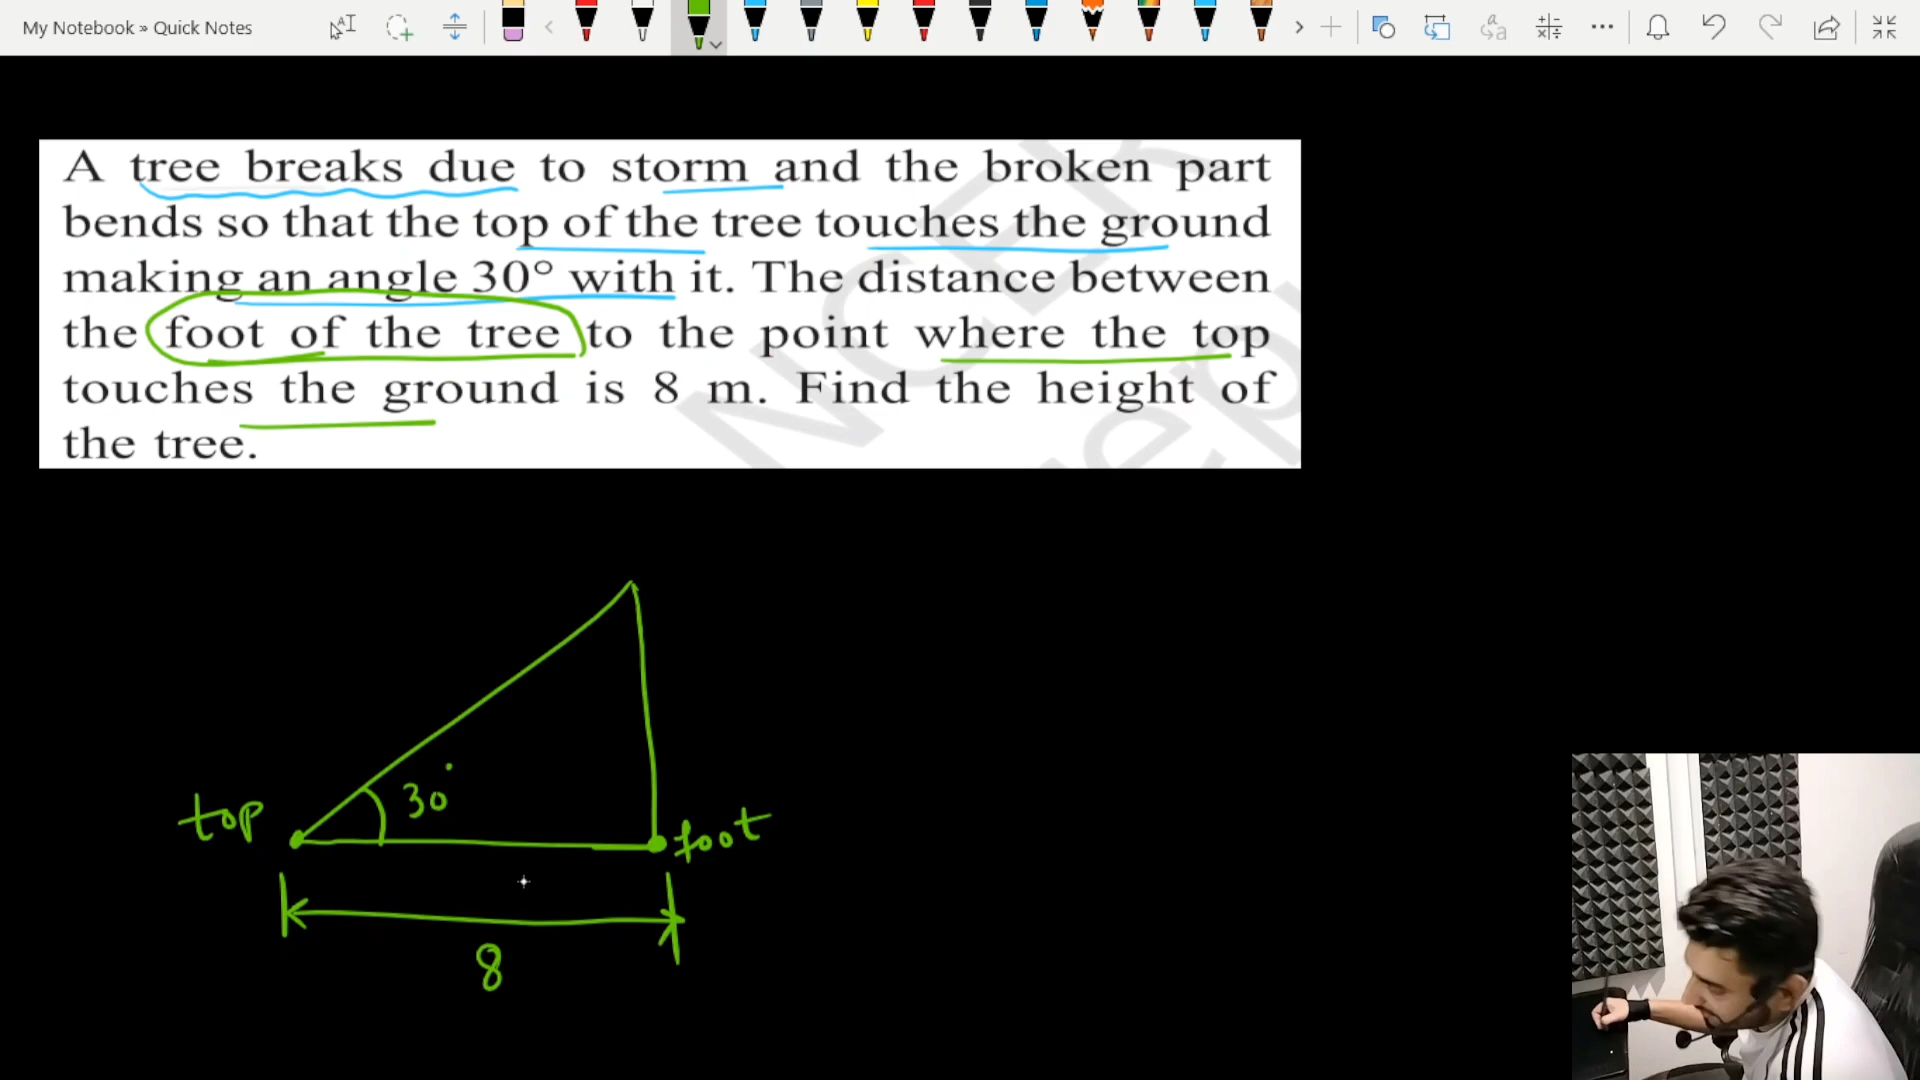 My Notebook » Quick Notes
A tree breaks due to storm and the broken part
bends so that the top of the tree touches the ground
making an angle 30° with it. The distance between
the foot of the tree to the point where the top
touches the ground is 8 m. Find the height of
the tree.
30°
top
foot
8